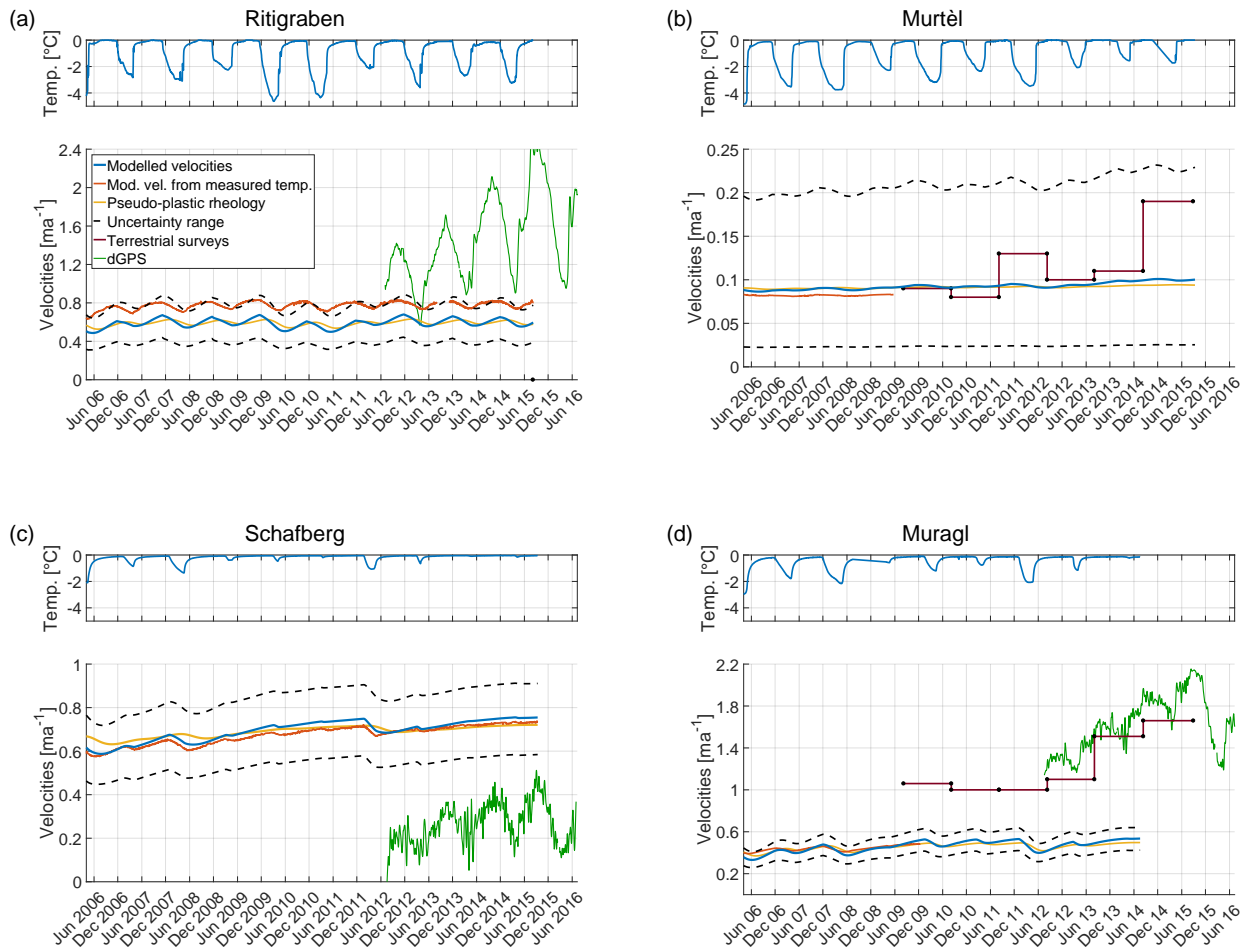 (a) Ritigraben
Temp. [°C]
0
-2
-4
Velocities [ma⁻¹]
2.4
2
1.6
1.2
0.8
0.4
0
Modelled velocities
Mod. vel. from measured temp.
Pseudo-plastic rheology
Uncertainty range
Terrestrial surveys
dGPS
Jun 06 Dec 06 Jun 07 Dec 07 Jun 08 Dec 08 Jun 09 Dec 09 Jun 10 Dec 10 Jun 11 Dec 11 Jun 12 Dec 12 Jun 13 Dec 13 Jun 14 Dec 14 Jun 15 Dec 15 Jun 16
(b) Murtèl
Temp. [°C]
0
-2
-4
Velocities [ma⁻¹]
0.25
0.2
0.15
0.1
0.05
0
Jun 2006 Dec 2006 Jun 2007 Dec 2007 Jun 2008 Dec 2008 Jun 2009 Dec 2009 Jun 2010 Dec 2010 Jun 2011 Dec 2011 Jun 2012 Dec 2012 Jun 2013 Dec 2013 Jun 2014 Dec 2014 Jun 2015 Dec 2015 Jun 2016
(c) Schafberg
Temp. [°C]
0
-2
-4
Velocities [ma⁻¹]
1
0.8
0.6
0.4
0.2
0
Jun 2006 Dec 2006 Jun 2007 Dec 2007 Jun 2008 Dec 2008 Jun 2009 Dec 2009 Jun 2010 Dec 2010 Jun 2011 Dec 2011 Jun 2012 Dec 2012 Jun 2013 Dec 2013 Jun 2014 Dec 2014 Jun 2015 Dec 2015 Jun 2016
(d) Muragl
Temp. [°C]
0
-2
-4
Velocities [ma⁻¹]
2.2
1.8
1.4
1
0.6
0.2
Jun 06 Dec 06 Jun 07 Dec 07 Jun 08 Dec 08 Jun 09 Dec 09 Jun 10 Dec 10 Jun 11 Dec 11 Jun 12 Dec 12 Jun 13 Dec 13 Jun 14 Dec 14 Jun 15 Dec 15 Jun 16